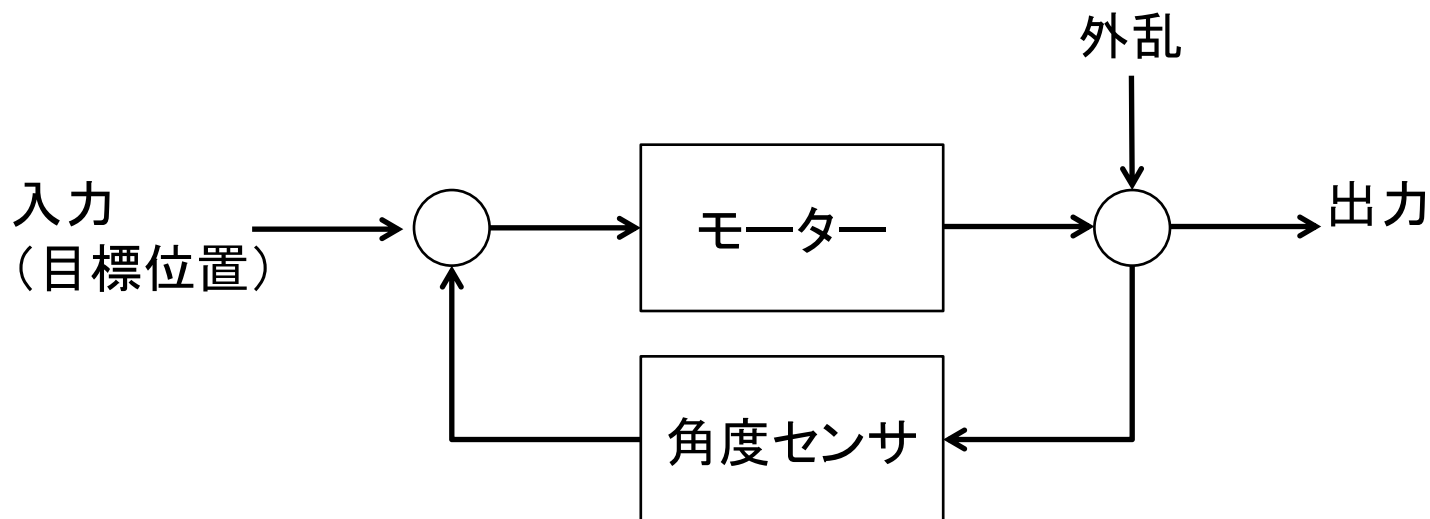 外乱
入力
（目標位置）
モーター
出力
角度センサ